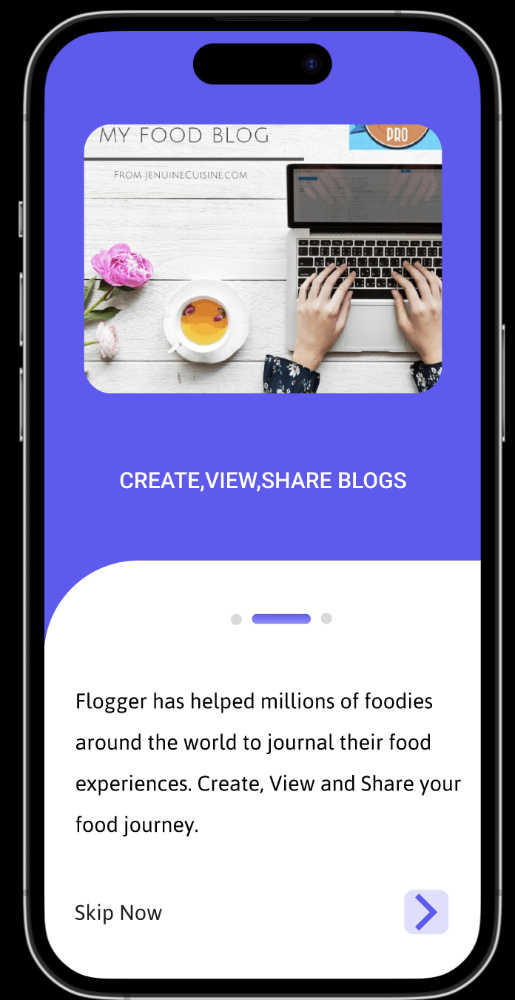 MY FOOD BLOG
PRO
FROM JENUINECUISINE.COM
CREATE,VIEW,SHARE BLOGS
Flogger has helped millions of foodies
around the world to journal their food
experiences. Create, View and Share your
food journey.
Skip Now